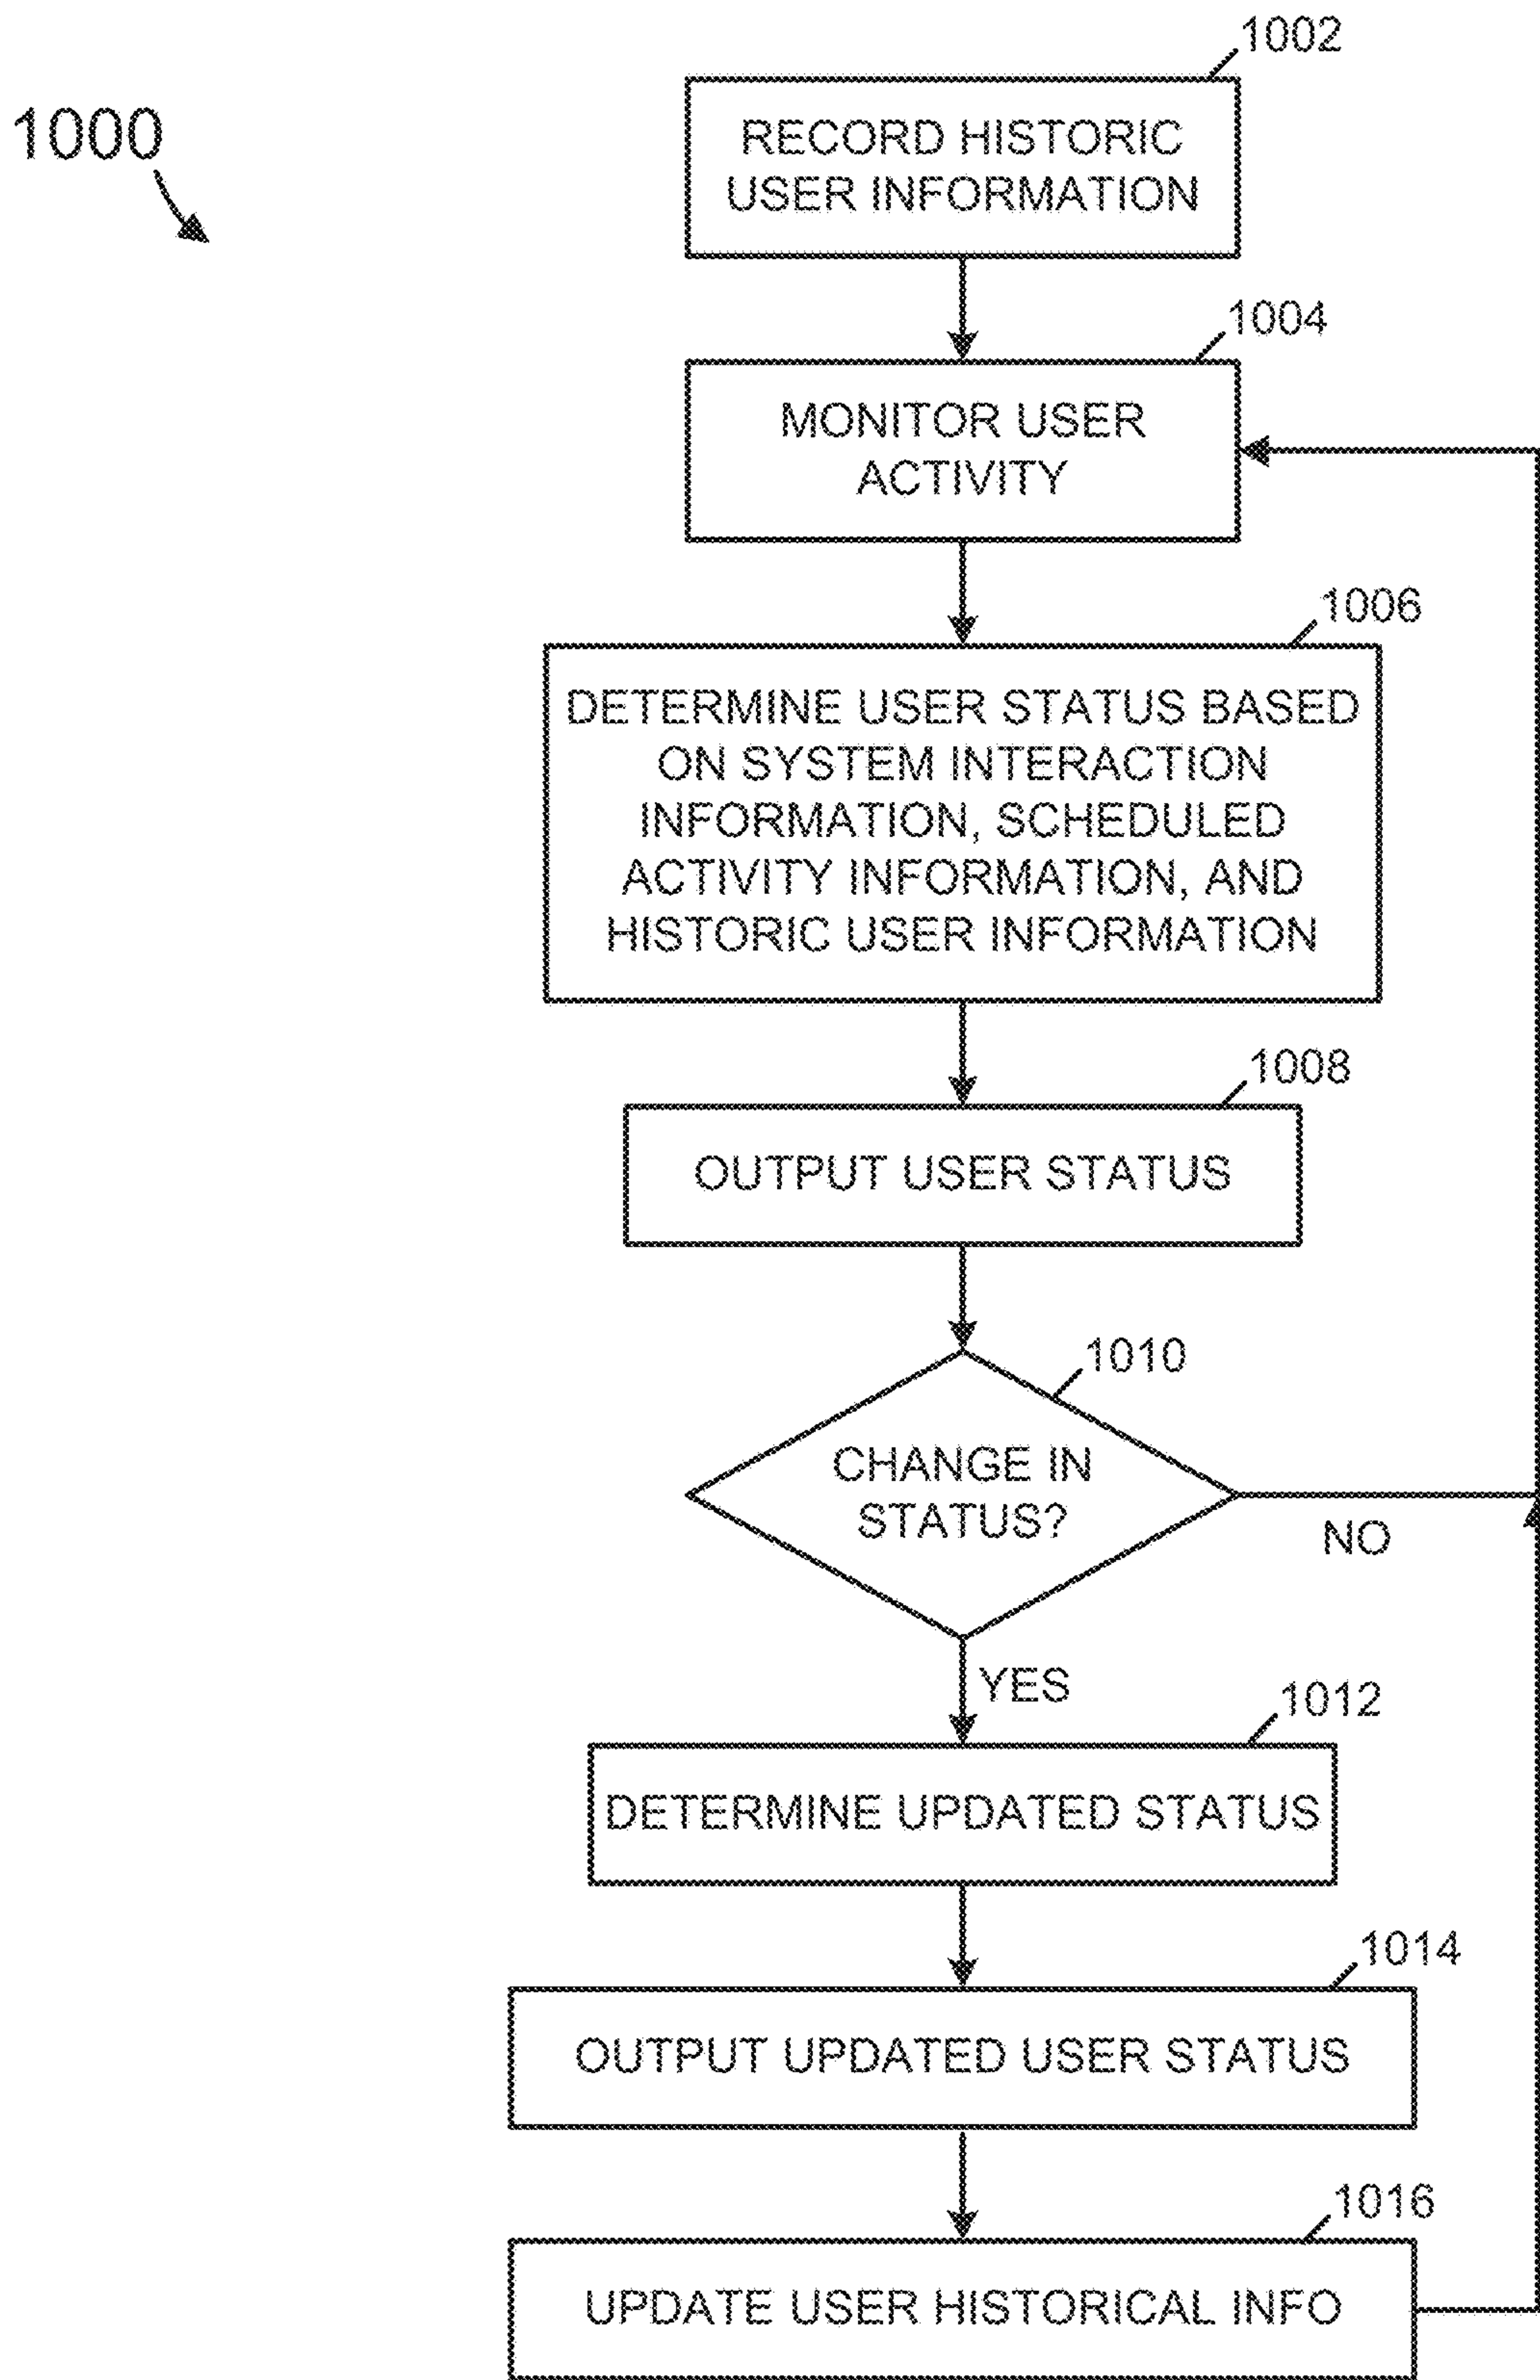 1000
1002
RECORD HISTORIC
USER INFORMATION
1004
MONITOR USER
ACTIVITY
1006
DETERMINE USER STATUS BASED
ON SYSTEM INTERACTION
INFORMATION, SCHEDULED
ACTIVITY INFORMATION, AND
HISTORIC USER INFORMATION
1008
OUTPUT USER STATUS
1010
CHANGE IN
STATUS?
NO
YES
1012
DETERMINE UPDATED STATUS
1014
OUTPUT UPDATED USER STATUS
1016
UPDATE USER HISTORICAL INFO